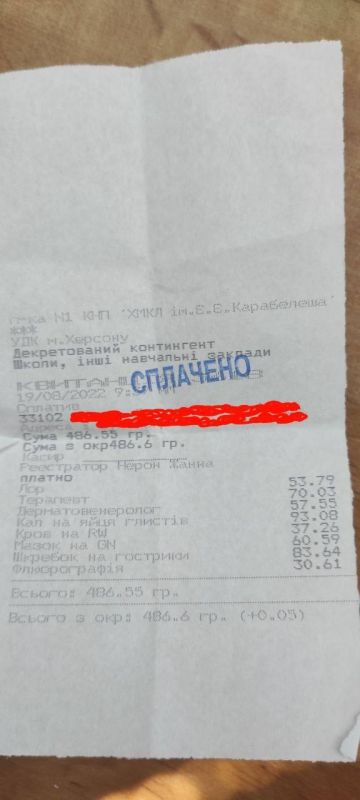 КНП 'ХМКЛ ім.Є.Є.Карабелеша'
***
УДК м.Херсону
Декретований контингент
Школи, інші навчальні заклади
СПЛАЧЕНО
19/08/2022
Сплатив
33102
Адреса
Сума 486.55 гр.
Сума з окр486.6 гр.
Касир
Реєстратор Нерон Жанна
платно
Лор 53.79
Терапевт 70.03
Дерматовенеролог 57.55
Кал на яйця глистів 93.08
Кров на RW 37.26
Мазок на GN 60.59
Шкребок на гострики 83.64
Флюорографія 30.61
Всього: 486.55 гр.
Всього з окр: 486.6 гр. (+0.05)